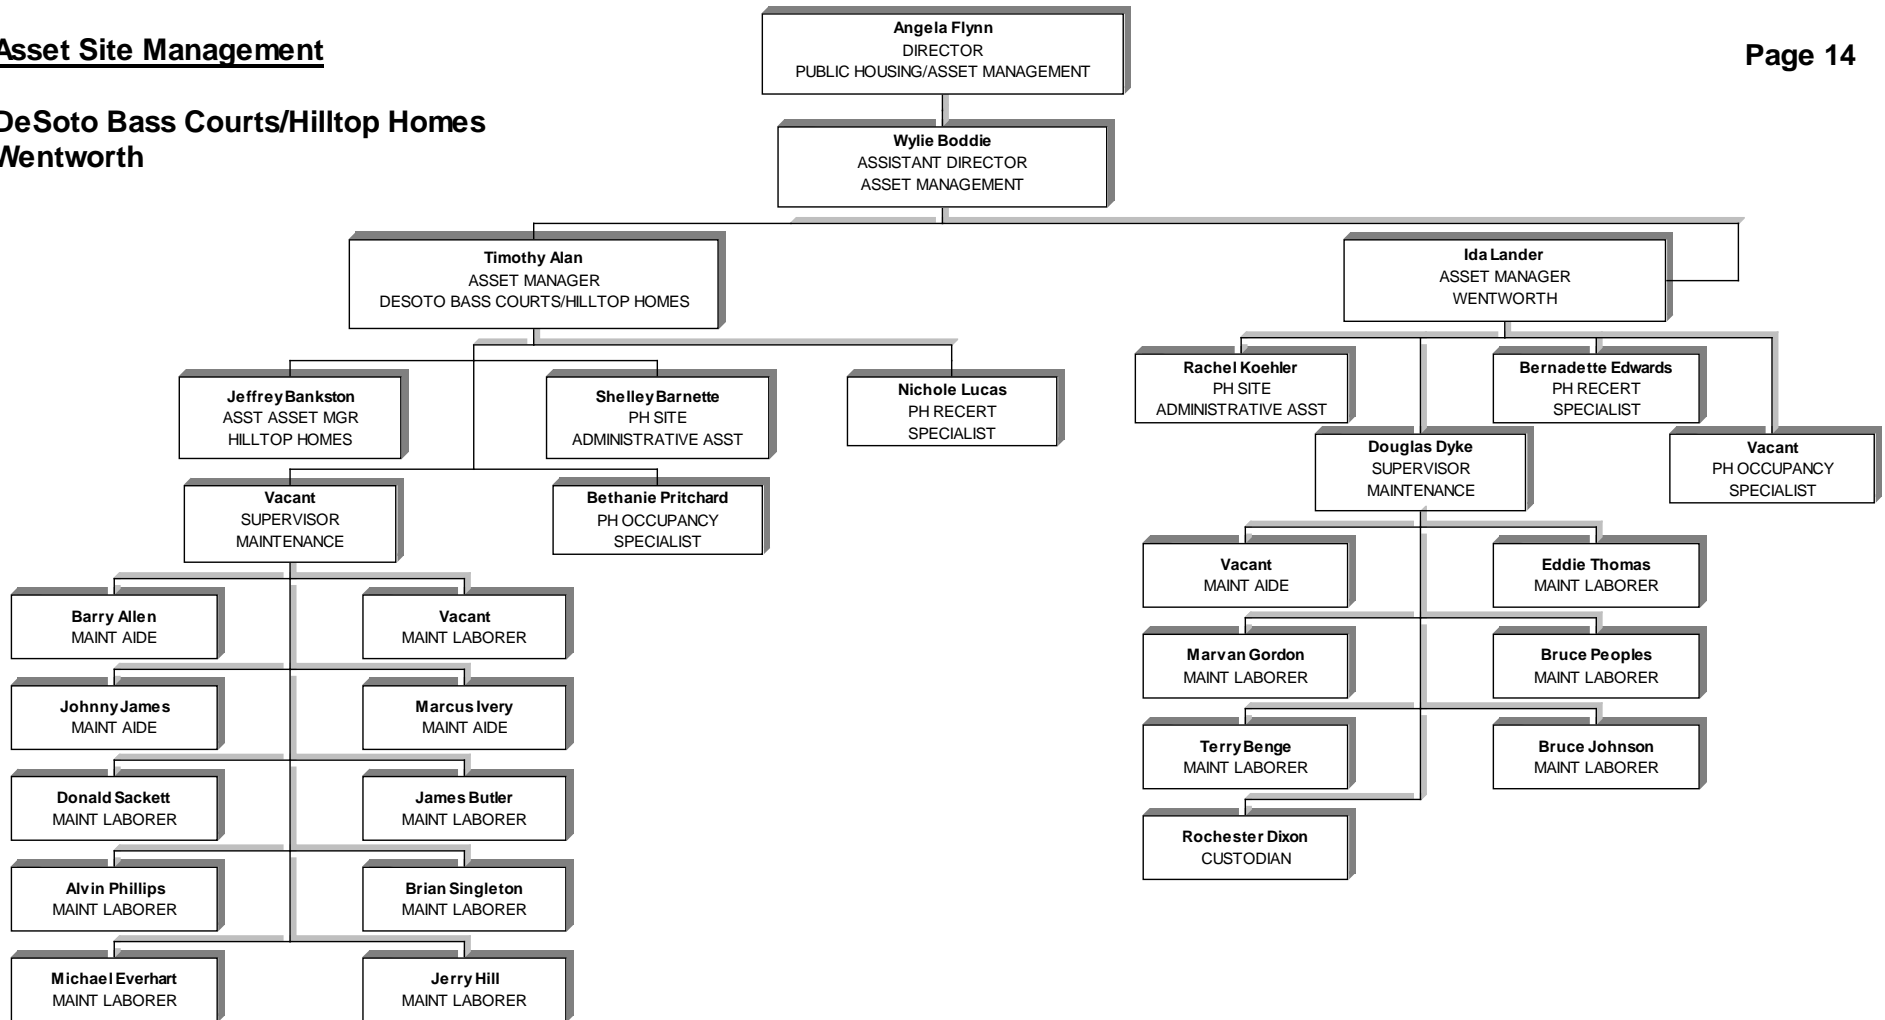 Asset Site Management
Page 14
DeSoto Bass Courts/Hilltop Homes
Wentworth
Angela Flynn
DIRECTOR
PUBLIC HOUSING/ASSET MANAGEMENT
Wylie Boddie
ASSISTANT DIRECTOR
ASSET MANAGEMENT
Timothy Alan
ASSET MANAGER
DESOTO BASS COURTS/HILLTOP HOMES
Jeffrey Bankston
ASST ASSET MGR
HILLTOP HOMES
Shelley Barnette
PH SITE
ADMINISTRATIVE ASST
Nichole Lucas
PH RECERT
SPECIALIST
Vacant
SUPERVISOR
MAINTENANCE
Bethanie Pritchard
PH OCCUPANCY
SPECIALIST
Barry Allen
MAINT AIDE
Vacant
MAINT LABORER
Johnny James
MAINT AIDE
Marcus Ivery
MAINT AIDE
Donald Sackett
MAINT LABORER
James Butler
MAINT LABORER
Alvin Phillips
MAINT LABORER
Brian Singleton
MAINT LABORER
Michael Everhart
MAINT LABORER
Jerry Hill
MAINT LABORER
Ida Lander
ASSET MANAGER
WENTWORTH
Rachel Koehler
PH SITE
ADMINISTRATIVE ASST
Bernadette Edwards
PH RECERT
SPECIALIST
Douglas Dyke
SUPERVISOR
MAINTENANCE
Vacant
PH OCCUPANCY
SPECIALIST
Vacant
MAINT AIDE
Eddie Thomas
MAINT LABORER
Marvan Gordon
MAINT LABORER
Bruce Peoples
MAINT LABORER
Terry Benge
MAINT LABORER
Bruce Johnson
MAINT LABORER
Rochester Dixon
CUSTODIAN